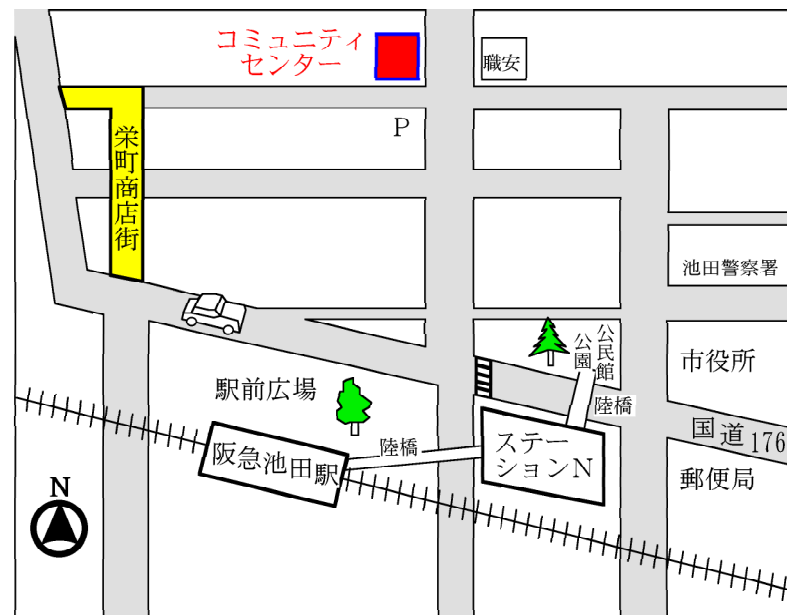 コミュニティ
センター
職安
P
栄町商店街
池田警察署
公園
公民館
市役所
駅前広場
陸橋
国道176
陸橋
ステー
ションN
阪急池田駅
郵便局
N